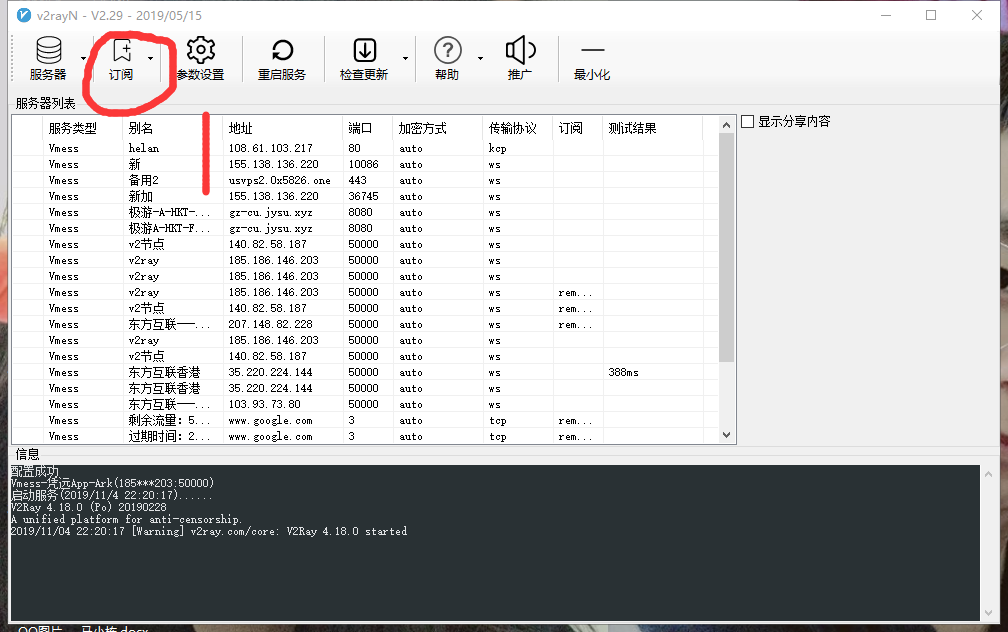 v2rayN - V2.29 - 2019/05/15
服务器 订阅 参数设置 重启服务 检查更新 帮助 推广 最小化
服务器列表
服务类型 别名 地址 端口 加密方式 传输协议 订阅 测试结果
显示分享内容
Vmess helan 108.61.103.217 80 auto kcp
Vmess 新 155.138.136.220 10086 auto ws
Vmess 备用2 usvps2.0x5826.one 443 auto ws
Vmess 新加 155.138.136.220 36745 auto ws
Vmess 极游-A-HKT-... gz-cu.jysu.xyz 8080 auto ws
Vmess 极游A-HKT-F... gz-cu.jysu.xyz 8080 auto ws
Vmess v2节点 140.82.58.187 50000 auto ws
Vmess v2ray 185.186.146.203 50000 auto ws
Vmess v2ray 185.186.146.203 50000 auto ws
Vmess v2ray 185.186.146.203 50000 auto ws rem...
Vmess v2节点 140.82.58.187 50000 auto ws rem...
Vmess 东方互联一一... 207.148.82.228 50000 auto ws rem...
Vmess v2ray 185.186.146.203 50000 auto ws
Vmess v2节点 140.82.58.187 50000 auto ws
Vmess 东方互联香港 35.220.224.144 50000 auto ws 388ms
Vmess 东方互联香港 35.220.224.144 50000 auto ws
Vmess 东方互联一一... 103.93.73.80 50000 auto ws
Vmess 剩余流量：5... www.google.com 3 auto tcp rem...
Vmess 过期时间：2... www.google.com 3 auto tcp rem...
信息
配置成功
Vmess-凭远App-Ark(185***203:50000)
启动服务(2019/11/4 22:20:17)......
V2Ray 4.18.0 (Po) 20190228
A unified platform for anti-censorship.
2019/11/04 22:20:17 [Warning] v2ray.com/core: V2Ray 4.18.0 started